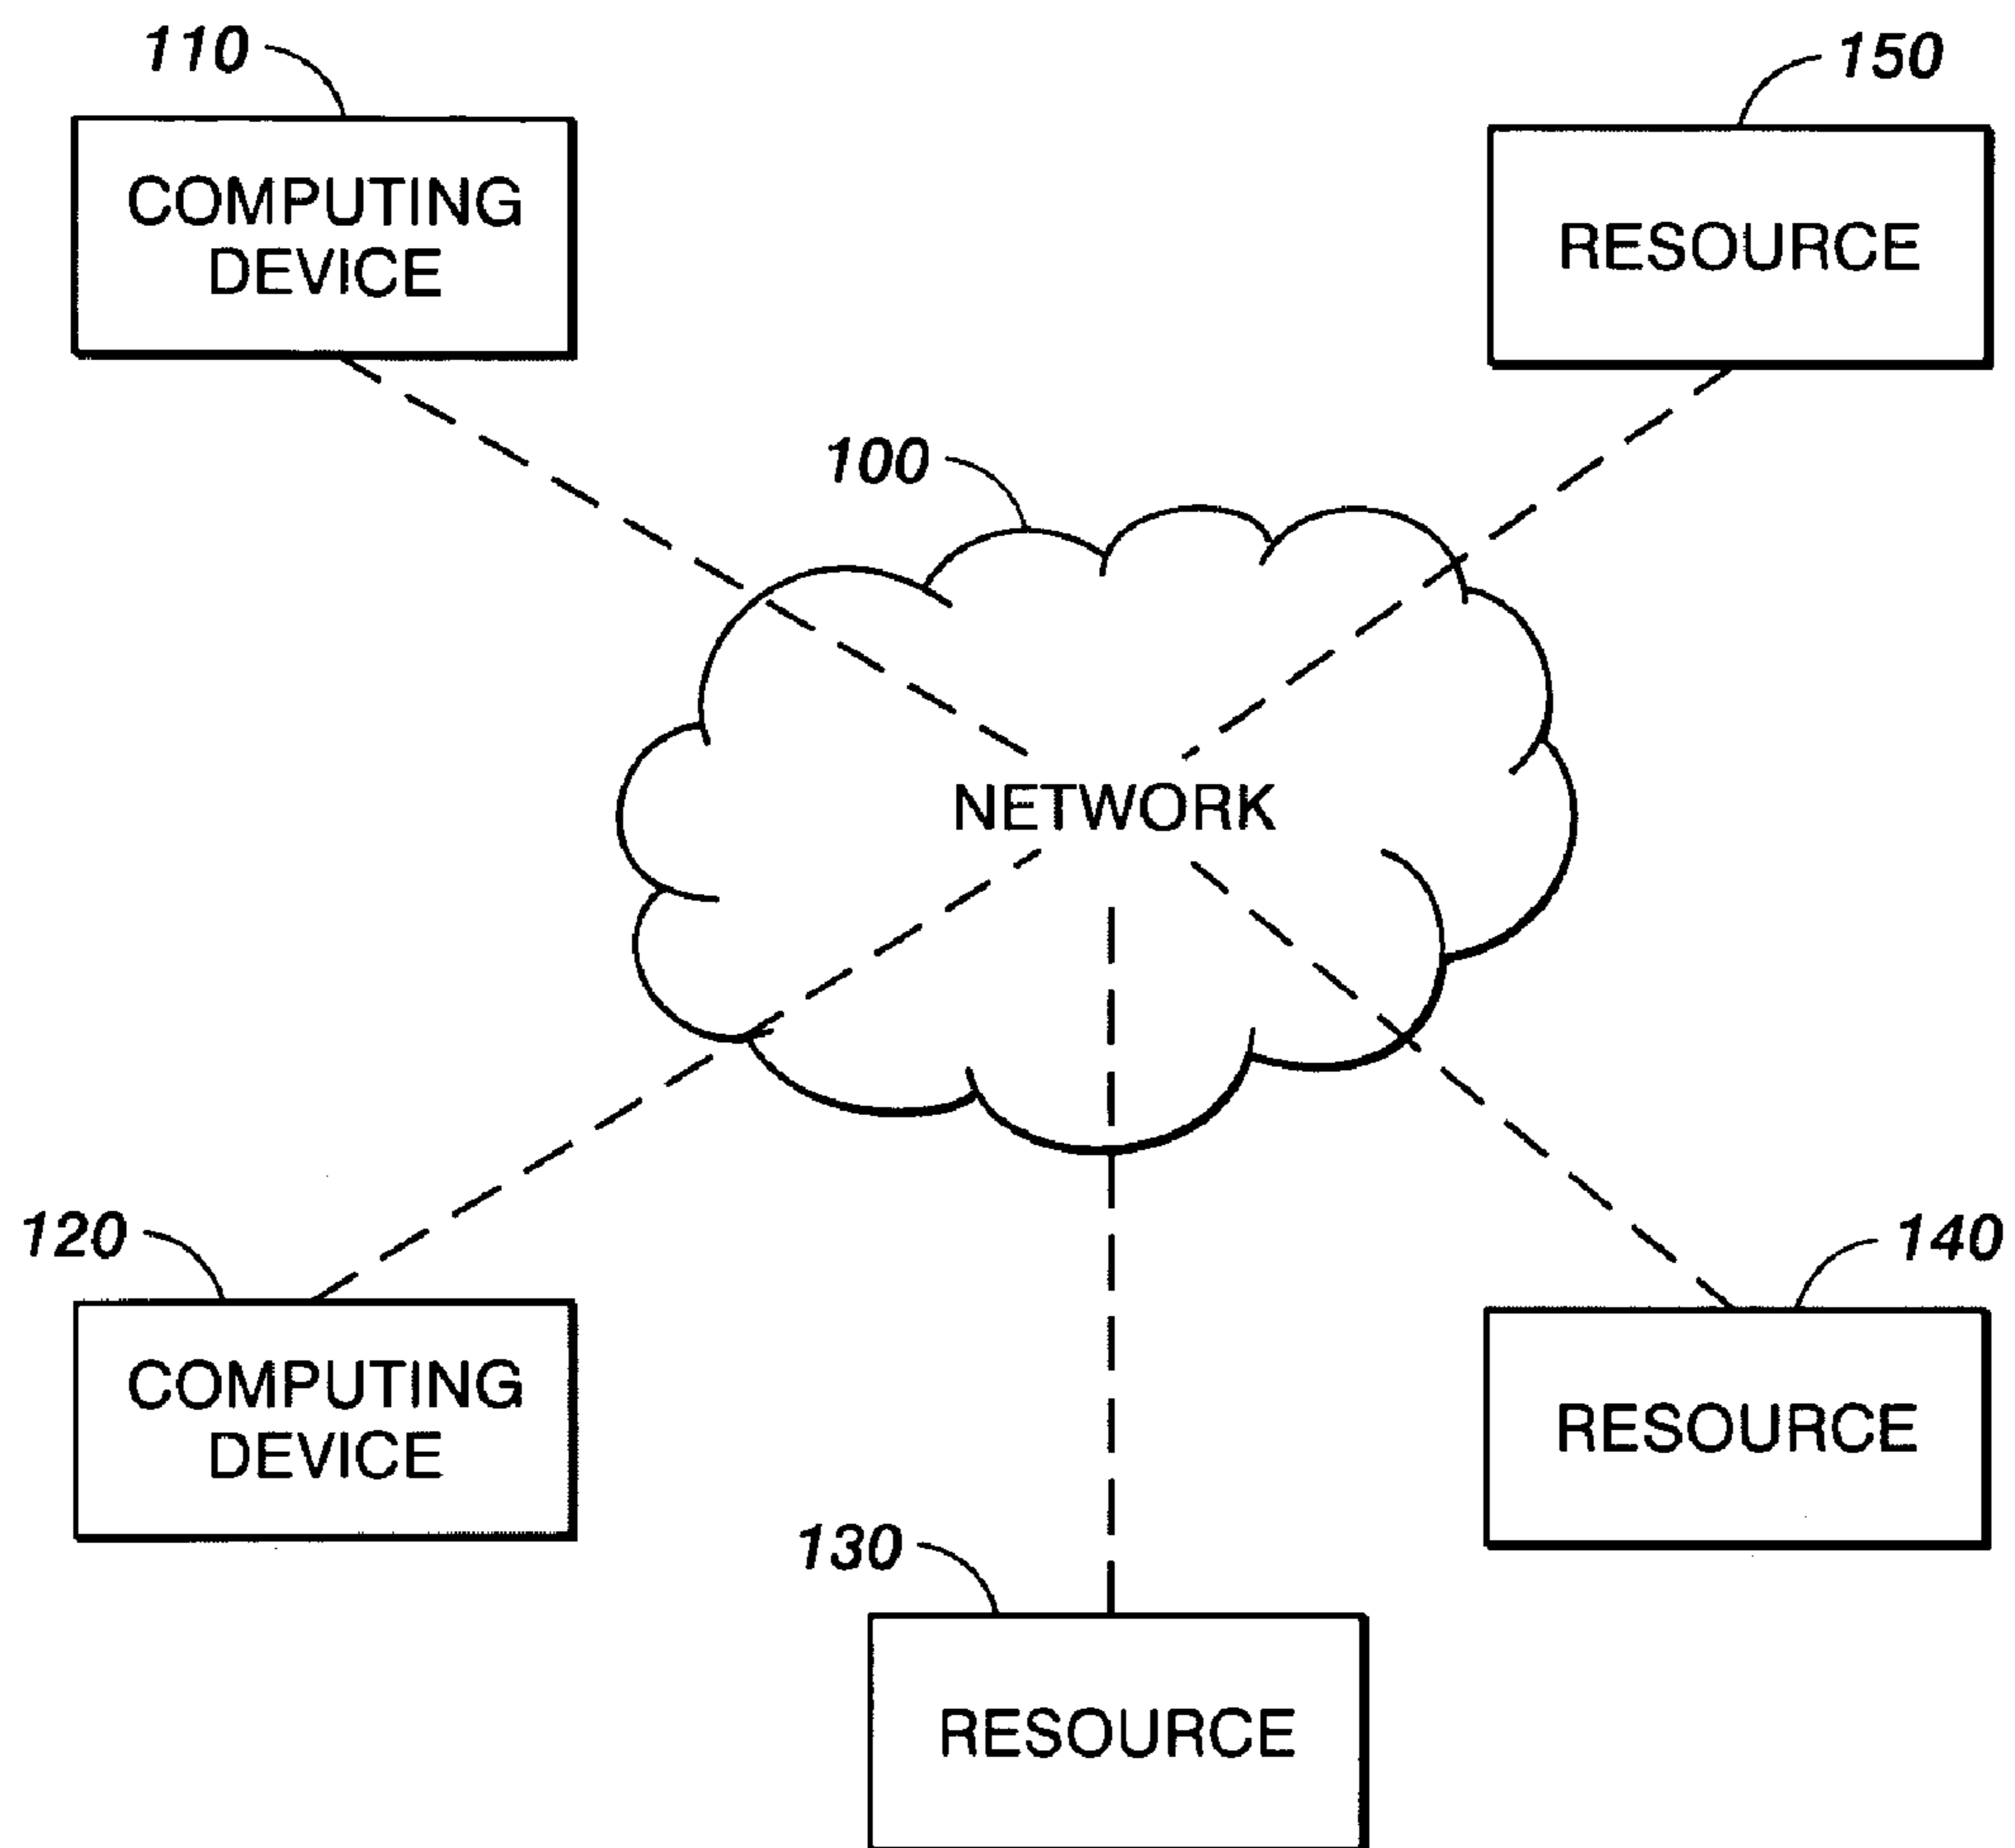 110
150
COMPUTING
DEVICE
RESOURCE
100
NETWORK
120
140
COMPUTING
DEVICE
RESOURCE
130
RESOURCE